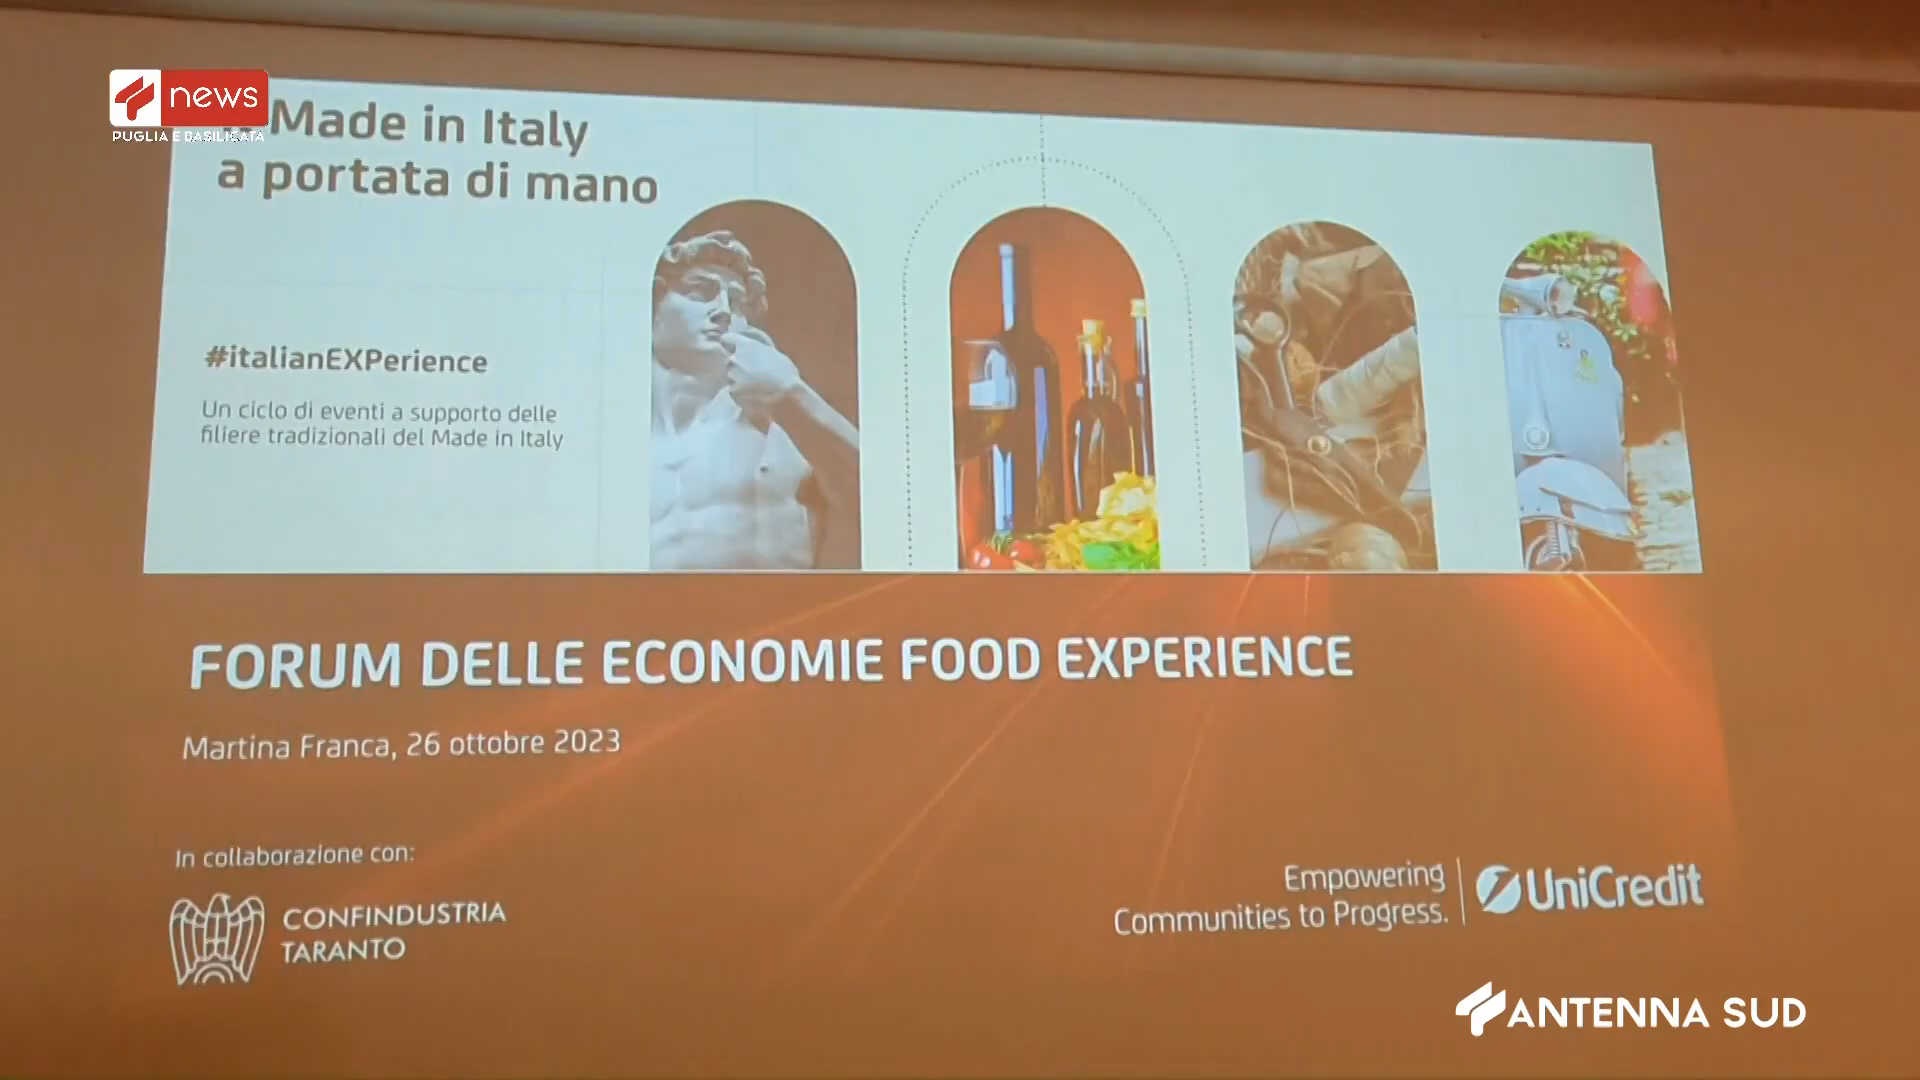 news
PUGLIA E BASILICATA
Made in Italy
a portata di mano
#italianEXPerience
Un ciclo di eventi a supporto delle
filiere tradizionali del Made in Italy
FORUM DELLE ECONOMIE FOOD EXPERIENCE
Martina Franca, 26 ottobre 2023
In collaborazione con:
CONFINDUSTRIA
TARANTO
Empowering
Communities to Progress.
UniCredit
ANTENNA SUD